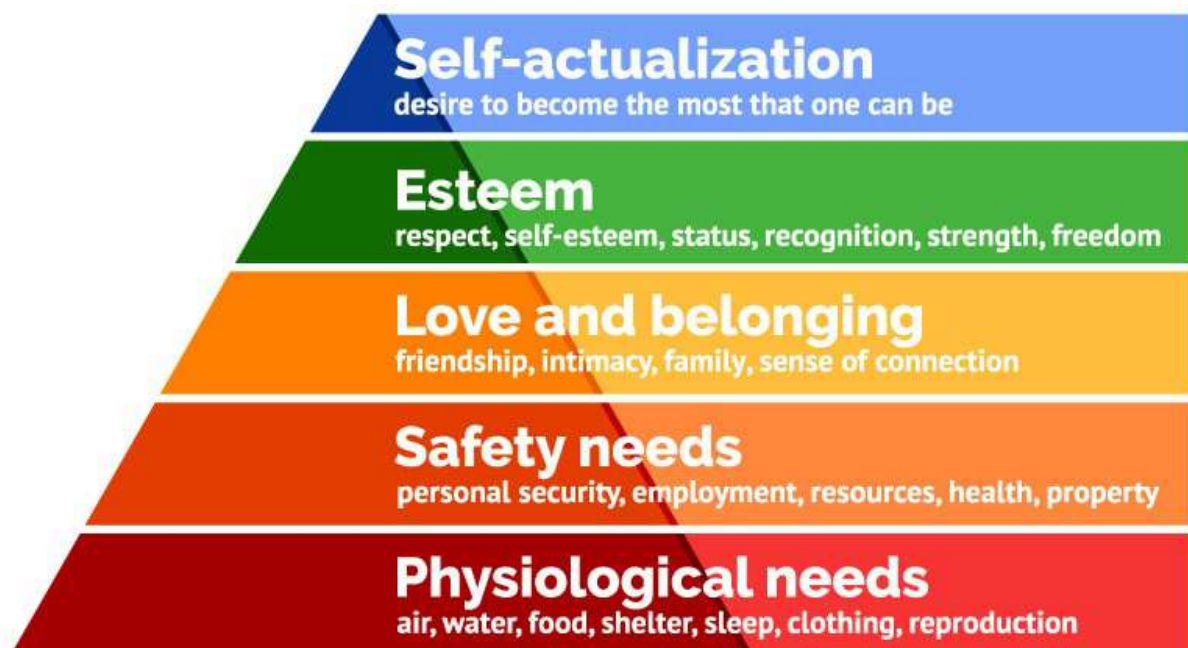 Self-actualization
desire to become the most that one can be
Esteem
respect, self-esteem, status, recognition, strength, freedom
Love and belonging
friendship, intimacy, family, sense of connection
Safety needs
personal security, employment, resources, health, property
Physiological needs
air, water, food, shelter, sleep, clothing, reproduction